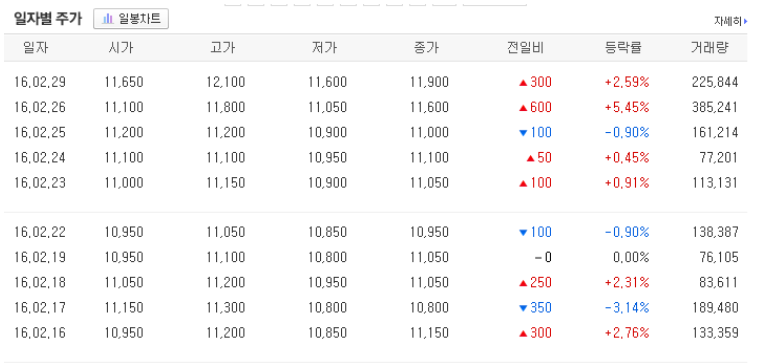 일자별 주가 일봉차트 자세히
일자 시가 고가 저가 종가 전일비 등락률 거래량
16,02,29 11,650 12,100 11,600 11,900 ▲300 +2,59% 225,844
16,02,26 11,100 11,800 11,050 11,600 ▲600 +5,45% 385,241
16,02,25 11,200 11,200 10,900 11,000 ▼100 -0,90% 161,214
16,02,24 11,100 11,100 10,950 11,100 ▲50 +0,45% 77,201
16,02,23 11,000 11,150 10,900 11,050 ▲100 +0,91% 113,131
16,02,22 10,950 11,050 10,850 10,950 ▼100 -0,90% 138,387
16,02,19 10,950 11,100 10,800 11,050 -0 0,00% 76,105
16,02,18 11,050 11,200 10,950 11,050 ▲250 +2,31% 83,611
16,02,17 11,150 11,300 10,800 10,800 ▼350 -3,14% 189,480
16,02,16 10,950 11,200 10,850 11,150 ▲300 +2,76% 133,359